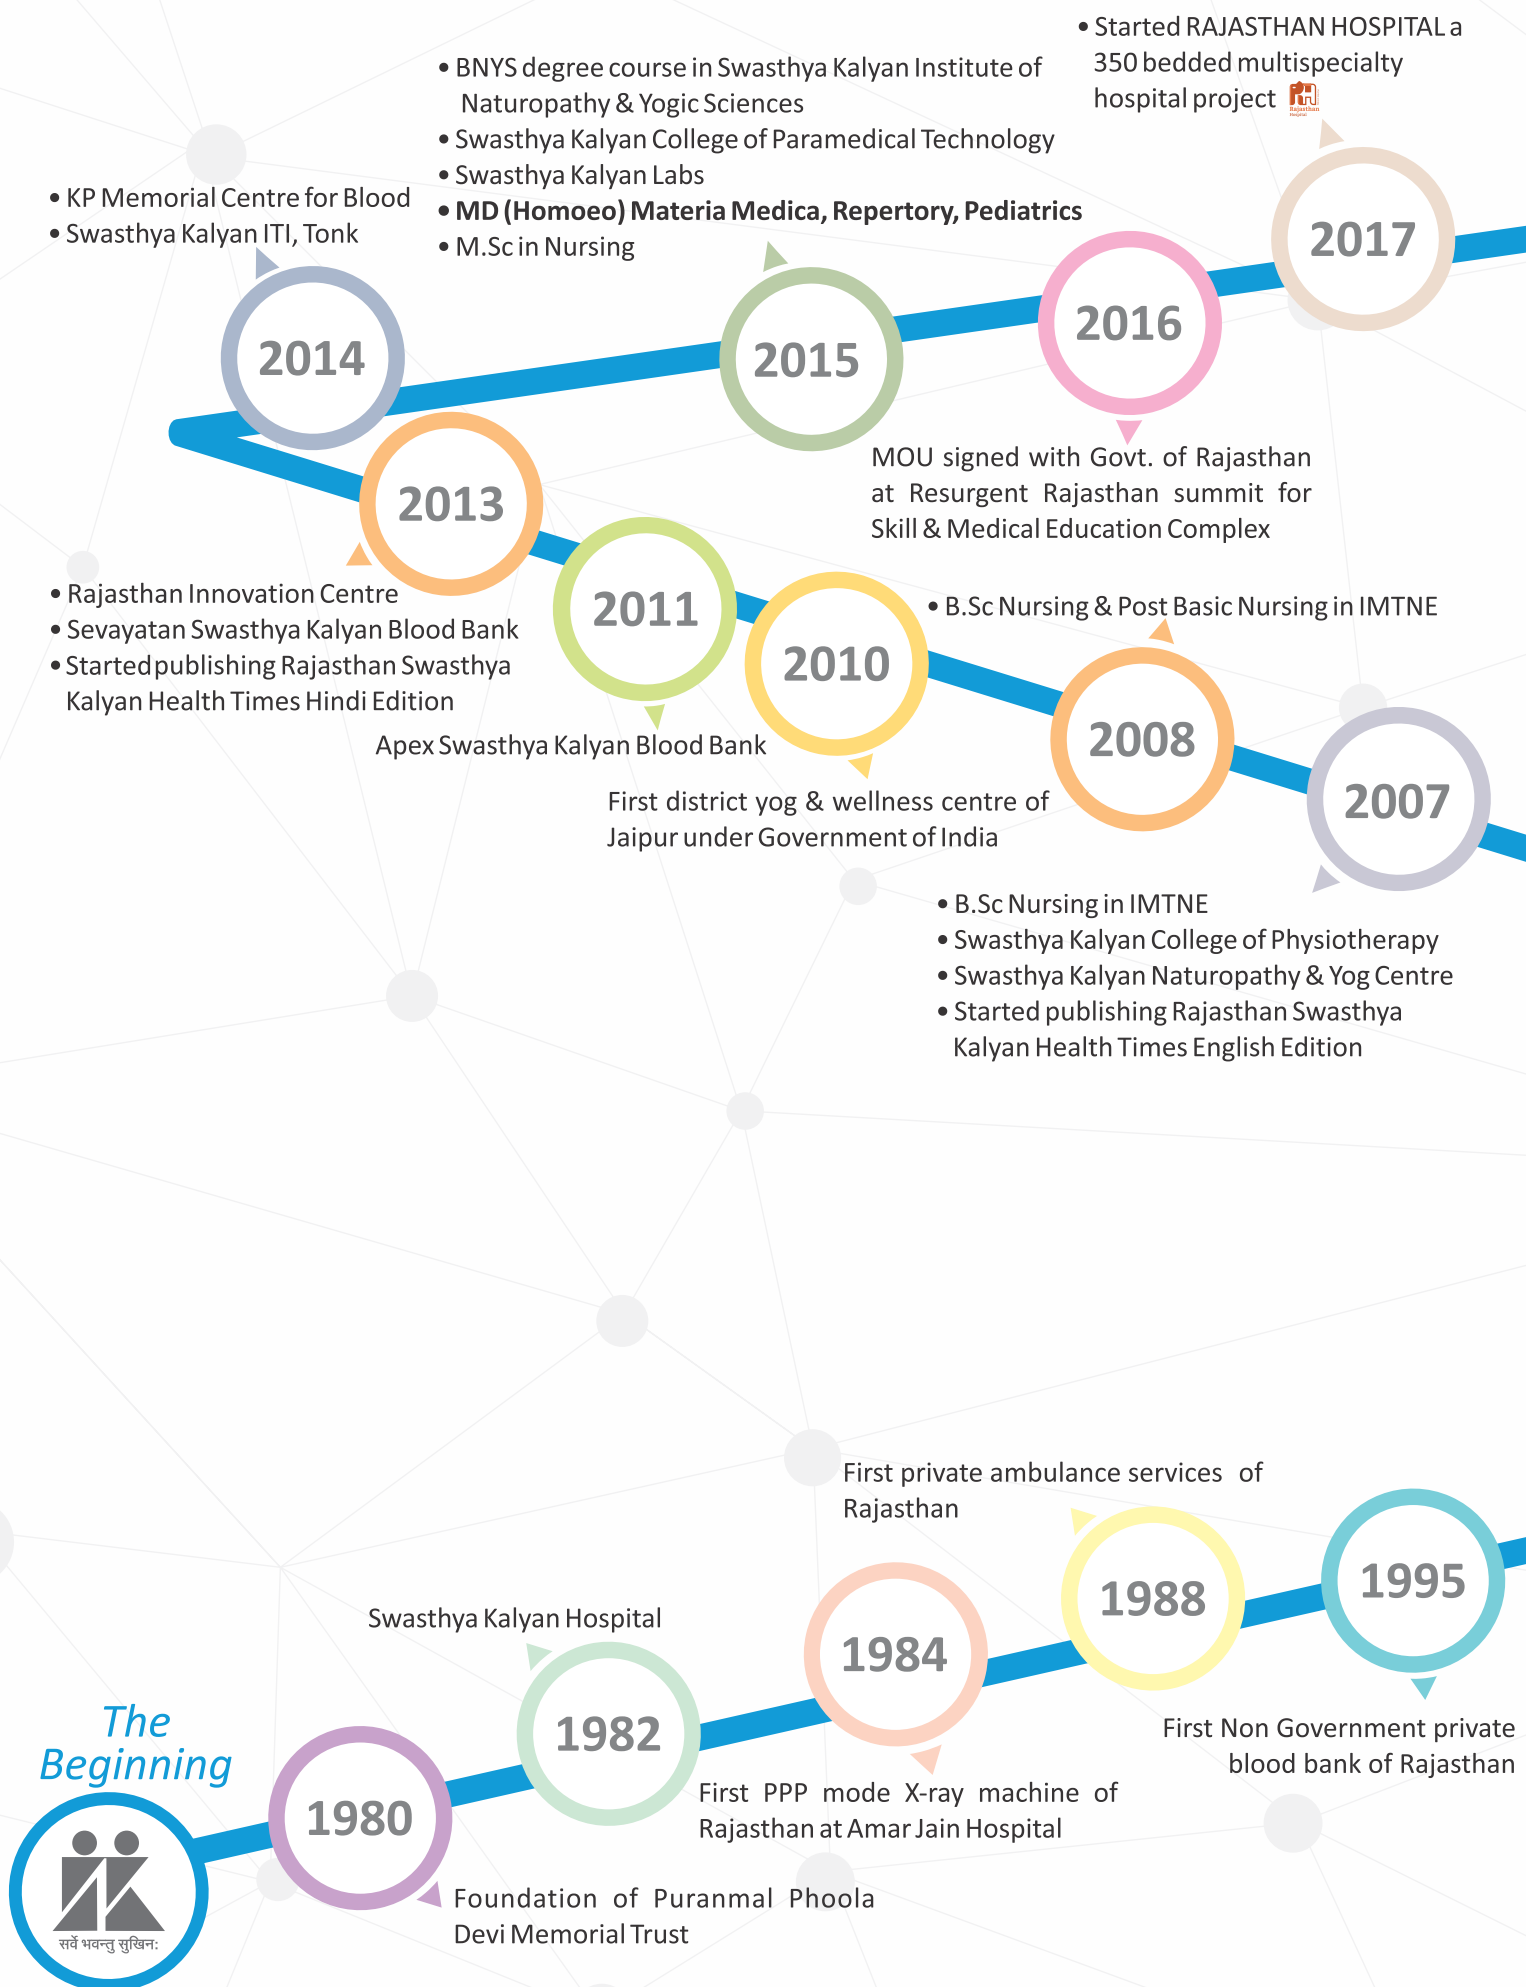 • Started RAJASTHAN HOSPITAL a
350 bedded multispecialty
hospital project
Rajasthan
Hospital
• BNYS degree course in Swasthya Kalyan Institute of
Naturopathy & Yogic Sciences
• Swasthya Kalyan College of Paramedical Technology
• Swasthya Kalyan Labs
• MD (Homoeo) Materia Medica, Repertory, Pediatrics
• M.Sc in Nursing
• KP Memorial Centre for Blood
• Swasthya Kalyan ITI, Tonk
2017
2016
2015
2014
MOU signed with Govt. of Rajasthan
at Resurgent Rajasthan summit for
Skill & Medical Education Complex
2013
• Rajasthan Innovation Centre
• Sevayatan Swasthya Kalyan Blood Bank
• Started publishing Rajasthan Swasthya
Kalyan Health Times Hindi Edition
2011
Apex Swasthya Kalyan Blood Bank
2010
First district yog & wellness centre of
Jaipur under Government of India
• B.Sc Nursing & Post Basic Nursing in IMTNE
2008
2007
• B.Sc Nursing in IMTNE
• Swasthya Kalyan College of Physiotherapy
• Swasthya Kalyan Naturopathy & Yog Centre
• Started publishing Rajasthan Swasthya
Kalyan Health Times English Edition
First private ambulance services of
Rajasthan
1995
1988
First Non Government private
blood bank of Rajasthan
1984
First PPP mode X-ray machine of
Rajasthan at Amar Jain Hospital
Swasthya Kalyan Hospital
1982
The
Beginning
1980
Foundation of Puranmal Phoola
Devi Memorial Trust
सर्वे भवन्तु सुखिन: